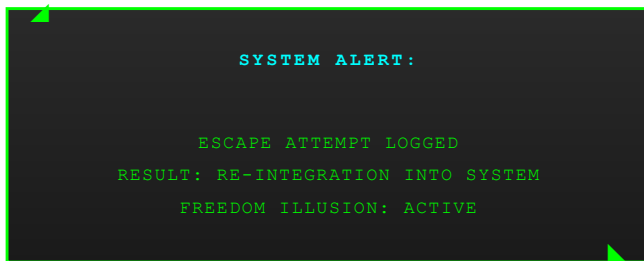 SYSTEM ALERT:
ESCAPE ATTEMPT LOGGED
RESULT: RE-INTEGRATION INTO SYSTEM
FREEDOM ILLUSION: ACTIVE